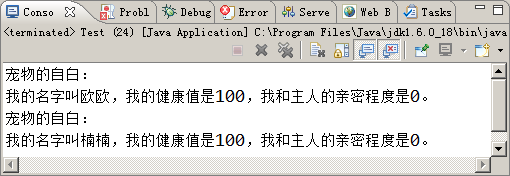 Conso Probl Debug Error Serve Web B Tasks
<terminated> Test (24) [Java Application] C:\Program Files\Java\jdk1.6.0_18\bin\java
宠物的自白：
我的名字叫欧欧，我的健康值是100，我和主人的亲密程度是0。
宠物的自白：
我的名字叫楠楠，我的健康值是100，我和主人的亲密程度是0。